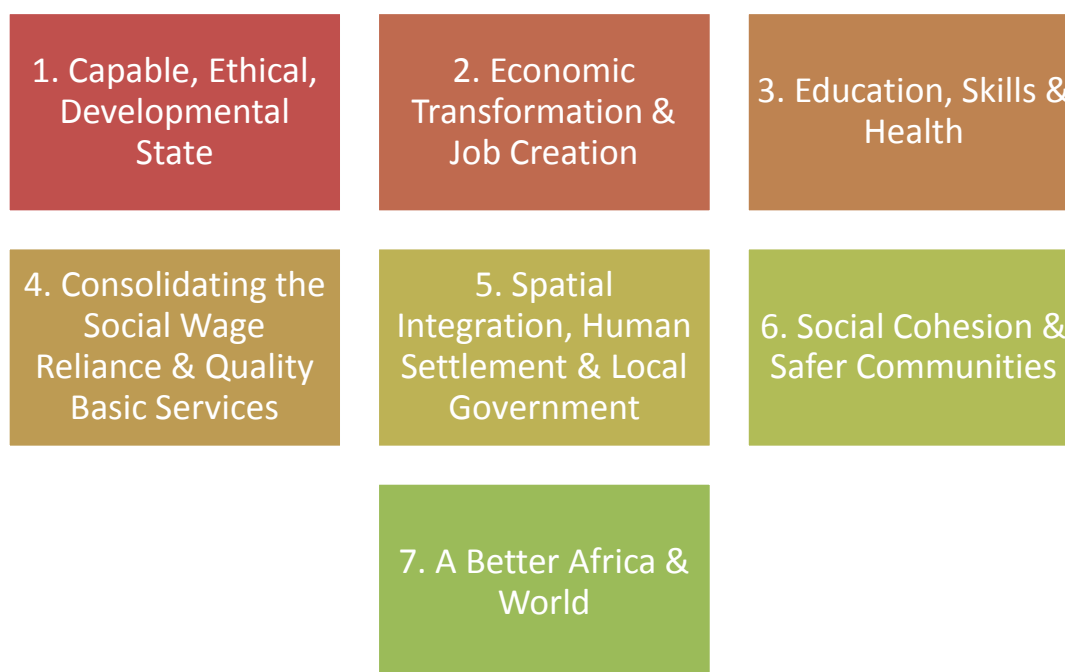 1. Capable, Ethical,
Developmental
State
2. Economic
Transformation &
Job Creation
3. Education, Skills &
Health
4. Consolidating the
Social Wage
Reliance & Quality
Basic Services
5. Spatial
Integration, Human
Settlement & Local
Government
6. Social Cohesion &
Safer Communities
7. A Better Africa &
World